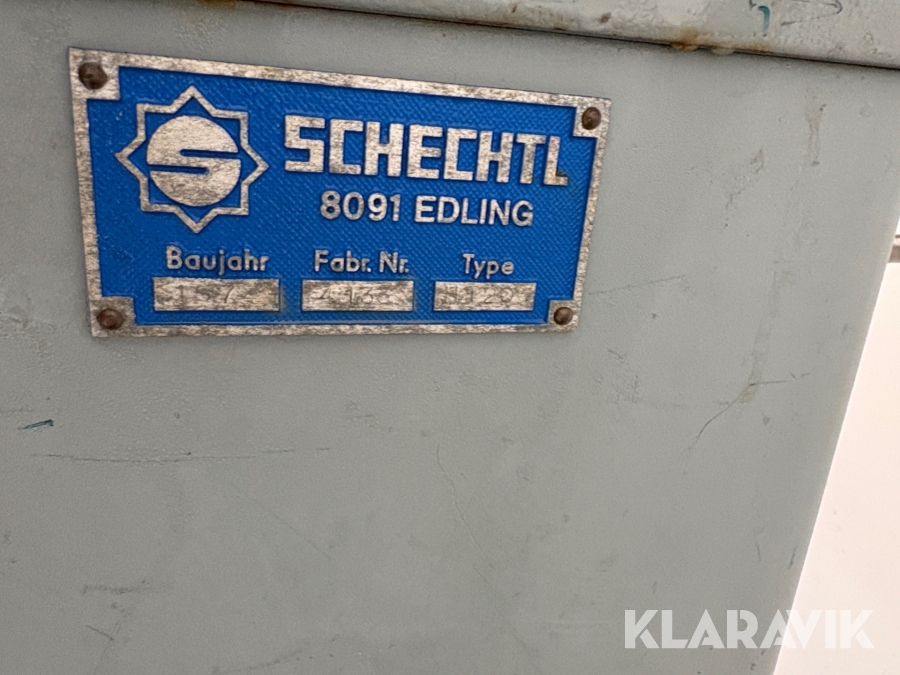 S SCHECHTL
8091 EDLING
Baujahr Fabr. Nr. Type
KLARAVIK